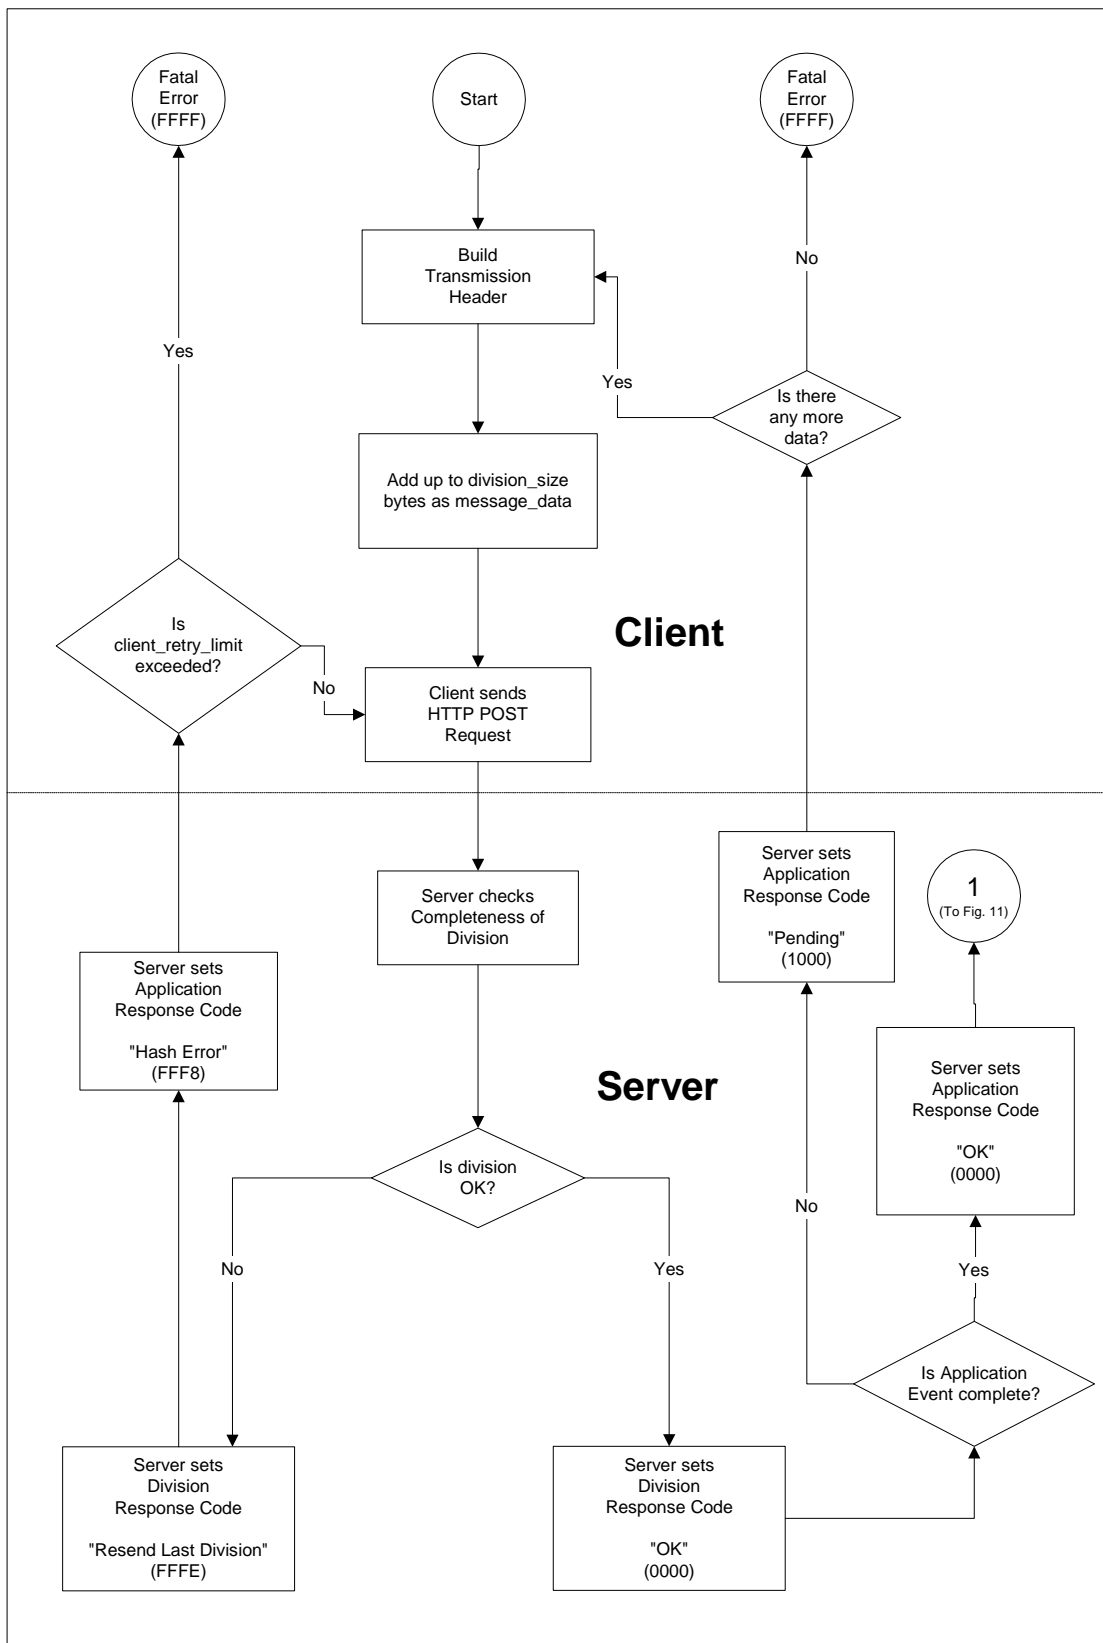 Fatal
Error
(FFFF)
Start
Fatal
Error
(FFFF)
Build
Transmission
Header
No
Yes
Yes
Is there
any more
data?
Add up to division_size
bytes as message_data
Is
client_retry_limit
exceeded?
Client
No
Client sends
HTTP POST
Request
Server sets
Application
Response Code
"Pending"
(1000)
1
(To Fig. 11)
Server checks
Completeness of
Division
Server sets
Application
Response Code
"Hash Error"
(FFF8)
Server
Server sets
Application
Response Code
"OK"
(0000)
Is division
OK?
No
No
Yes
Yes
Is Application
Event complete?
Server sets
Division
Response Code
"Resend Last Division"
(FFFE)
Server sets
Division
Response Code
"OK"
(0000)